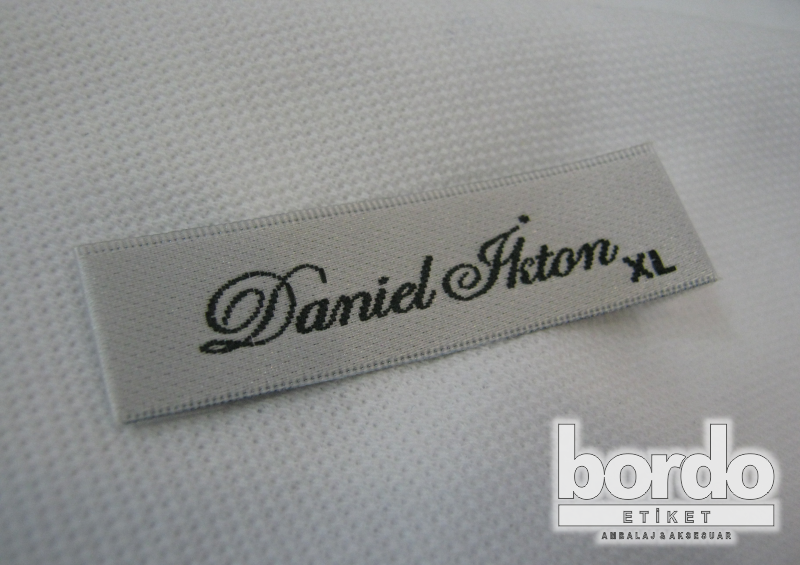 Daniel İkton XL
bordo
ETİKET
AMBALAJ & AKSESUAR